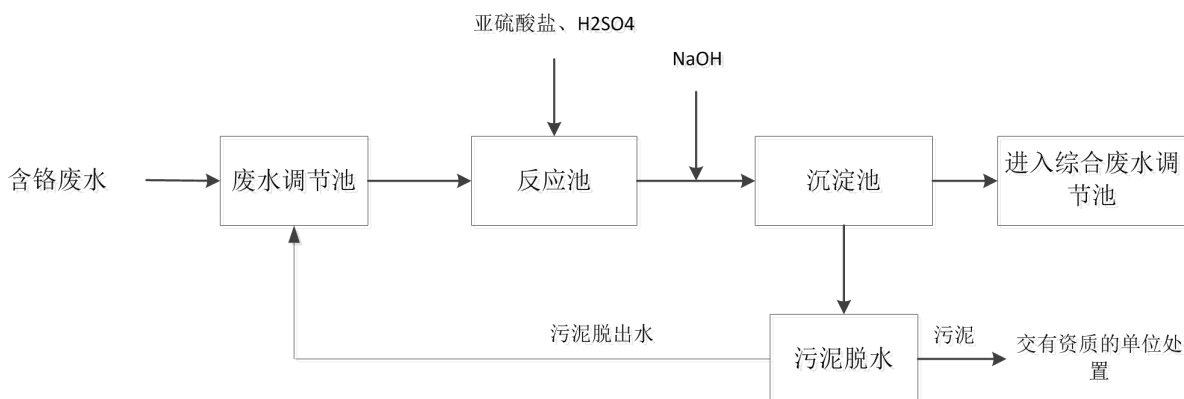 亚硫酸盐、H2SO4
NaOH
含铬废水
废水调节池
反应池
沉淀池
进入综合废水调
节池
污泥脱出水
污泥脱水
污泥
交有资质的单位处
置